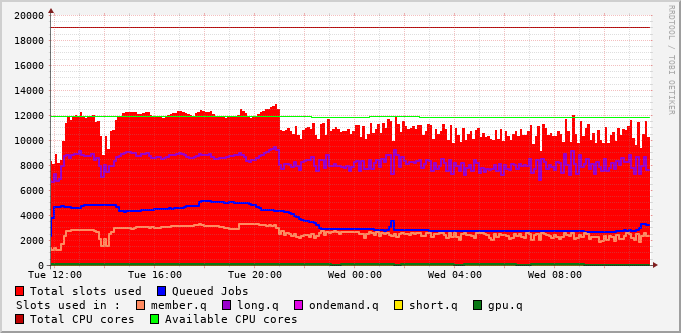 20000
18000
16000
14000
12000
10000
8000
6000
4000
2000
0
Tue 12:00 Tue 16:00 Tue 20:00 Wed 00:00 Wed 04:00 Wed 08:00
Total slots used Queued Jobs
Slots used in : member.q long.q ondemand.q short.q gpu.q
Total CPU cores Available CPU cores
RRDTOOL / TOBI OETIKER